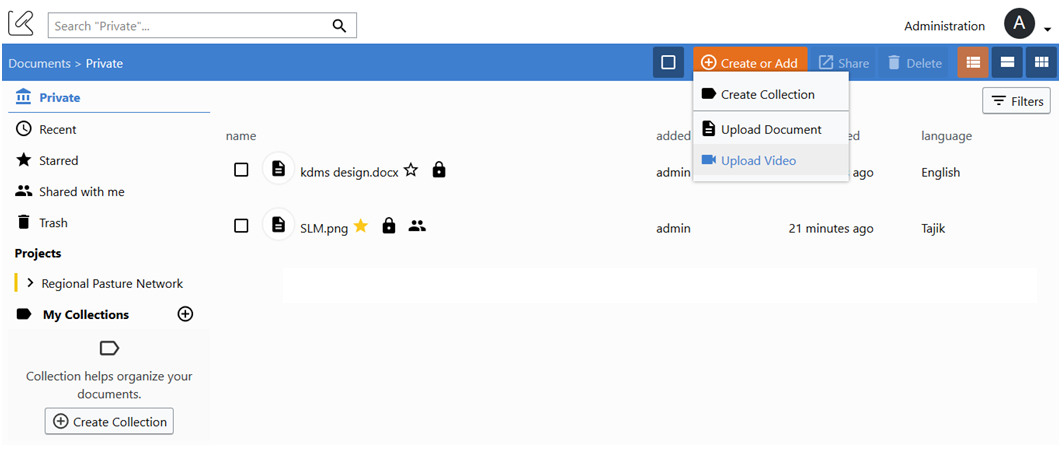 Search "Private"...
Administration
A
Documents > Private
Create or Add
Share
Delete
Private
Create Collection
Filters
Recent
Upload Document
name
added
ed
language
Starred
Upload Video
kdms design.docx
admin
ago
English
Shared with me
Trash
SLM.png
admin
21 minutes ago
Tajik
Projects
Regional Pasture Network
My Collections
Collection helps organize your
documents.
Create Collection